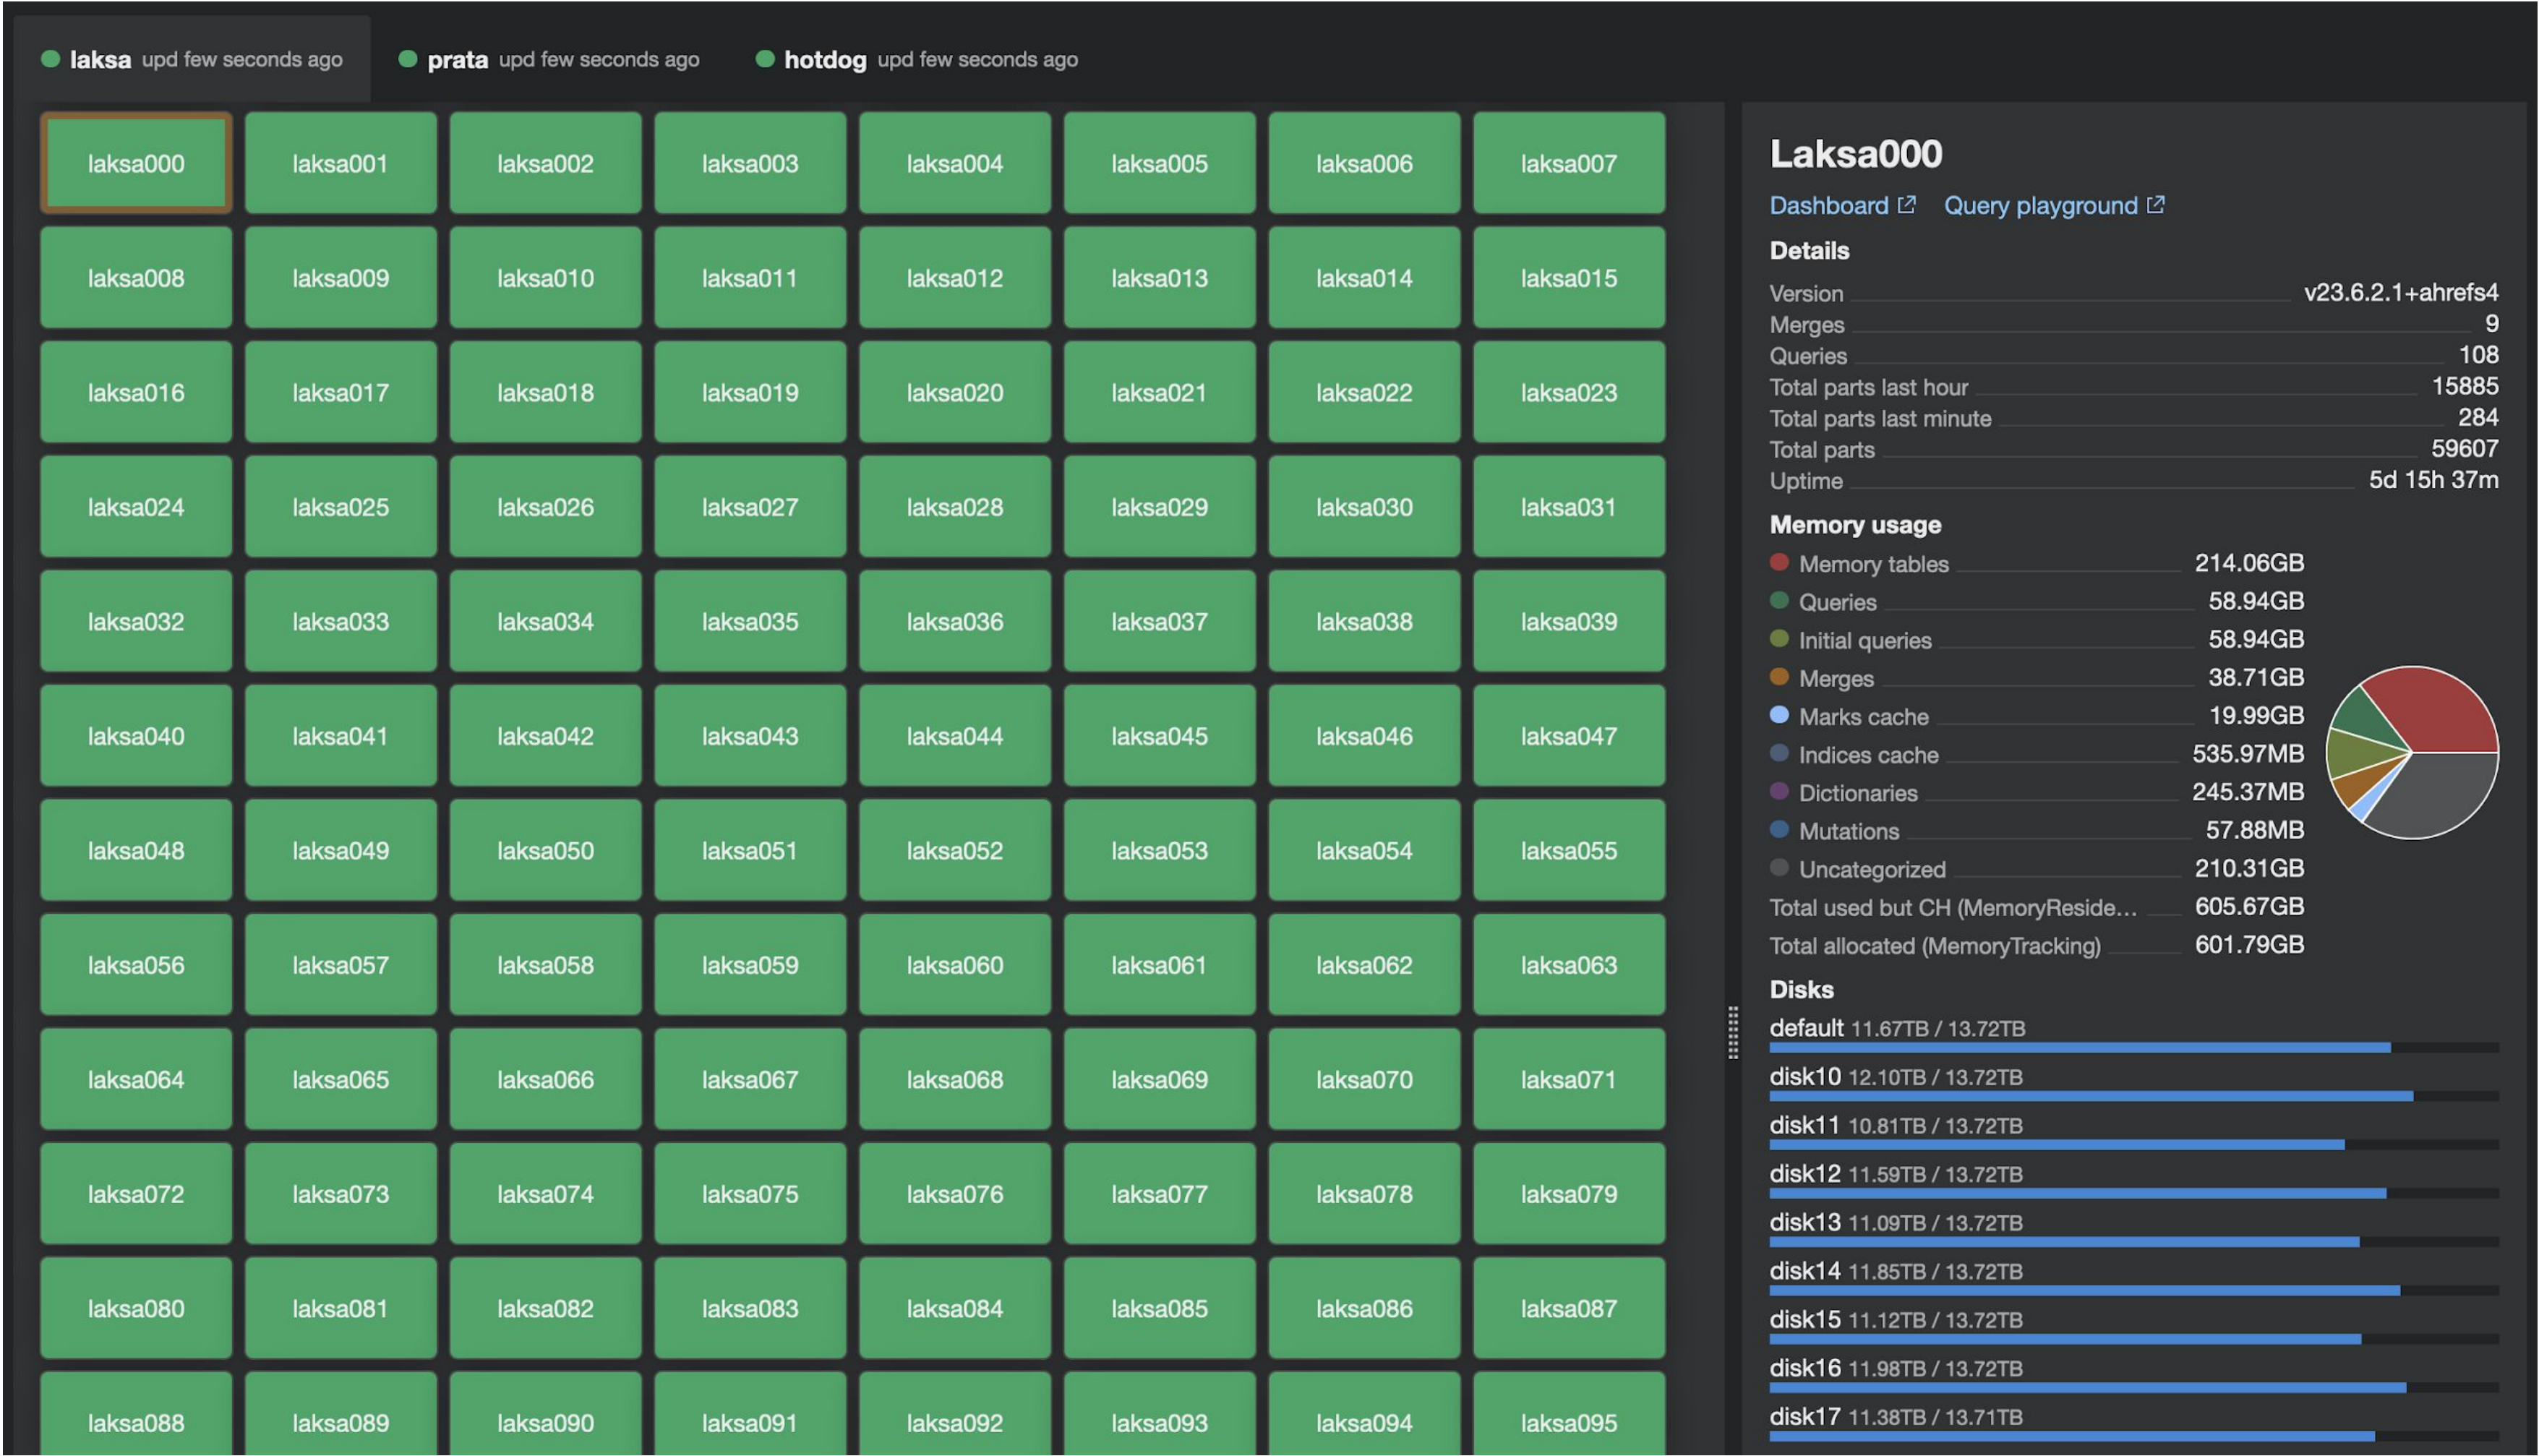 laksa upd few seconds ago prata upd few seconds ago hotdog upd few seconds ago
laksa000 laksa001 laksa002 laksa003 laksa004 laksa005 laksa006 laksa007
laksa008 laksa009 laksa010 laksa011 laksa012 laksa013 laksa014 laksa015
laksa016 laksa017 laksa018 laksa019 laksa020 laksa021 laksa022 laksa023
laksa024 laksa025 laksa026 laksa027 laksa028 laksa029 laksa030 laksa031
laksa032 laksa033 laksa034 laksa035 laksa036 laksa037 laksa038 laksa039
laksa040 laksa041 laksa042 laksa043 laksa044 laksa045 laksa046 laksa047
laksa048 laksa049 laksa050 laksa051 laksa052 laksa053 laksa054 laksa055
laksa056 laksa057 laksa058 laksa059 laksa060 laksa061 laksa062 laksa063
laksa064 laksa065 laksa066 laksa067 laksa068 laksa069 laksa070 laksa071
laksa072 laksa073 laksa074 laksa075 laksa076 laksa077 laksa078 laksa079
laksa080 laksa081 laksa082 laksa083 laksa084 laksa085 laksa086 laksa087
laksa088 laksa089 laksa090 laksa091 laksa092 laksa093 laksa094 laksa095
Laksa000
Dashboard Query playground
Details
Version v23.6.2.1+ahrefs4
Merges 9
Queries 108
Total parts last hour 15885
Total parts last minute 284
Total parts 59607
Uptime 5d 15h 37m
Memory usage
Memory tables 214.06GB
Queries 58.94GB
Initial queries 58.94GB
Merges 38.71GB
Marks cache 19.99GB
Indices cache 535.97MB
Dictionaries 245.37MB
Mutations 57.88MB
Uncategorized 210.31GB
Total used but CH (MemoryReside... 605.67GB
Total allocated (MemoryTracking) 601.79GB
Disks
default 11.67TB / 13.72TB
disk10 12.10TB / 13.72TB
disk11 10.81TB / 13.72TB
disk12 11.59TB / 13.72TB
disk13 11.09TB / 13.72TB
disk14 11.85TB / 13.72TB
disk15 11.12TB / 13.72TB
disk16 11.98TB / 13.72TB
disk17 11.38TB / 13.71TB